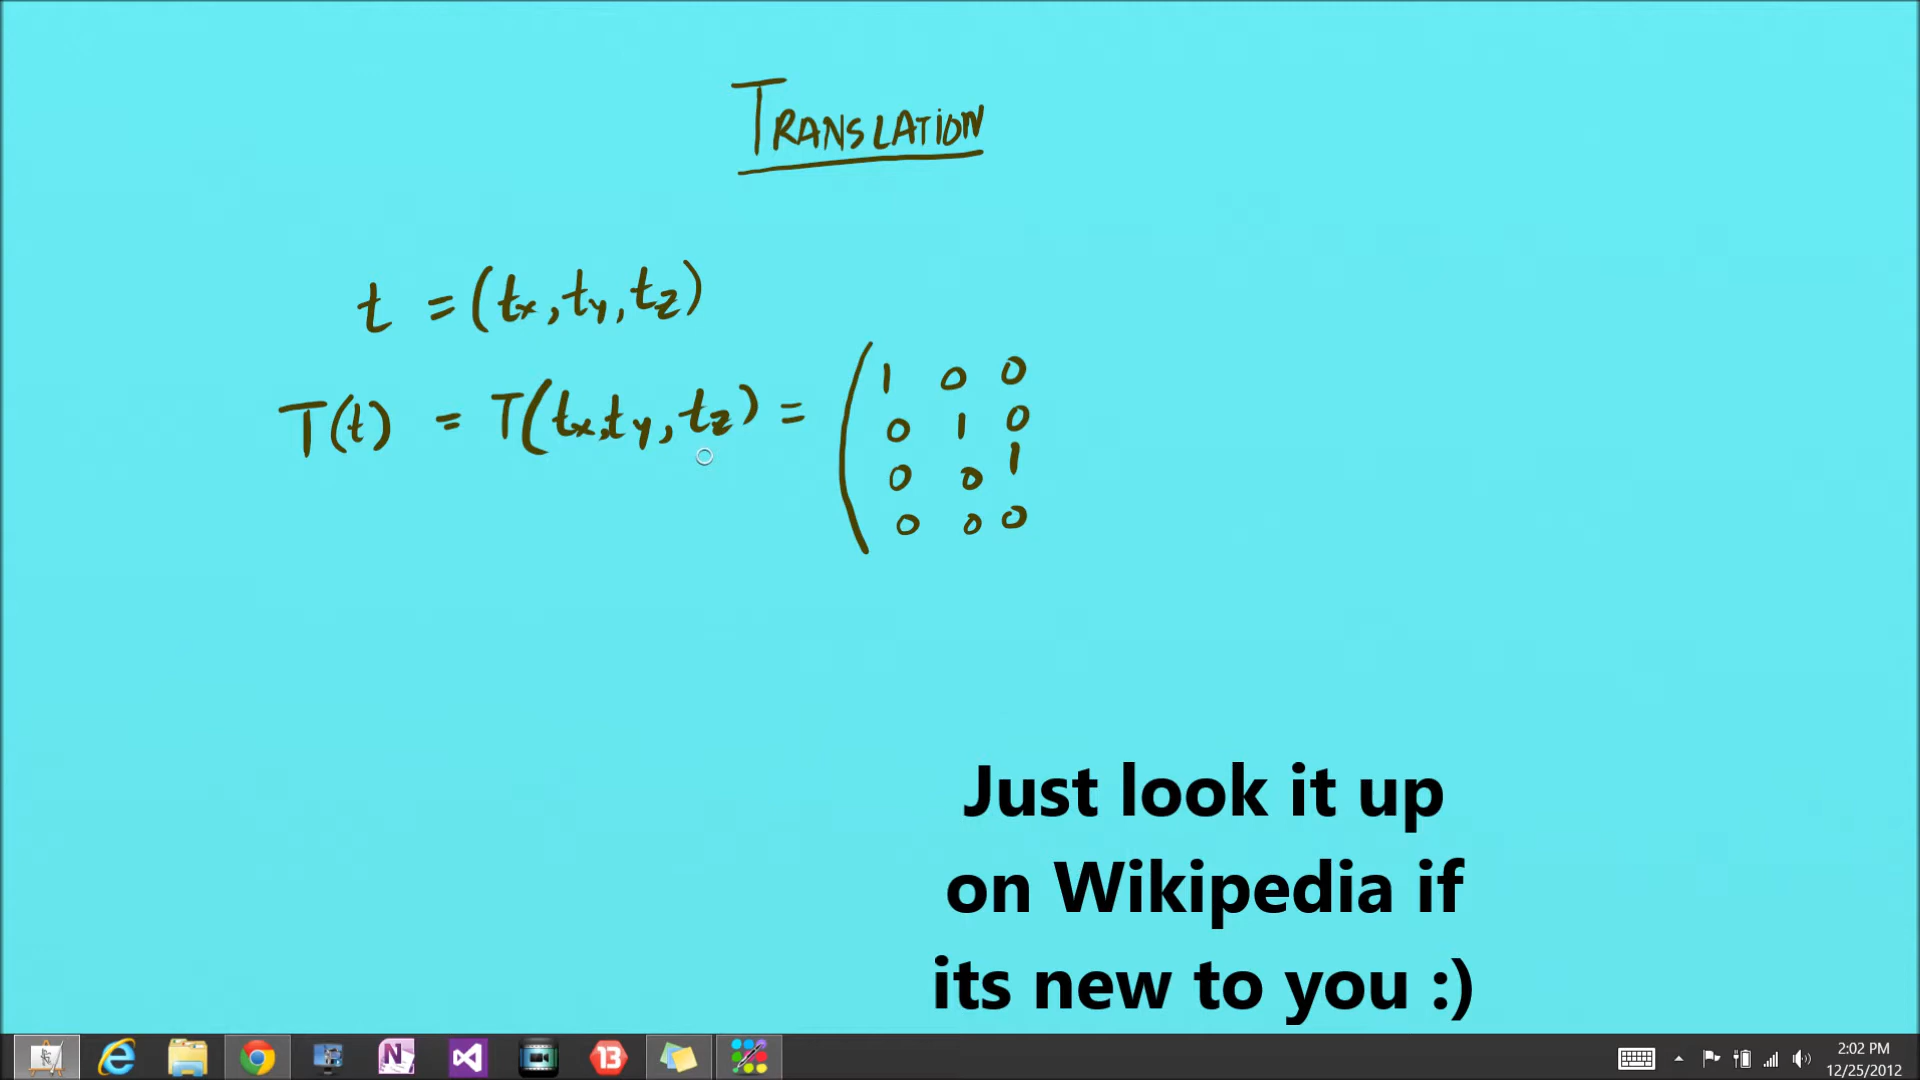 TRANSLATION
t = (tx, ty, tz)
T(t) = T(tx, ty, tz) = (
1 0 0
0 1 0
0 0 1
0 0 0
Just look it up
on Wikipedia if
its new to you :)
N
13
2:02 PM
12/25/2012